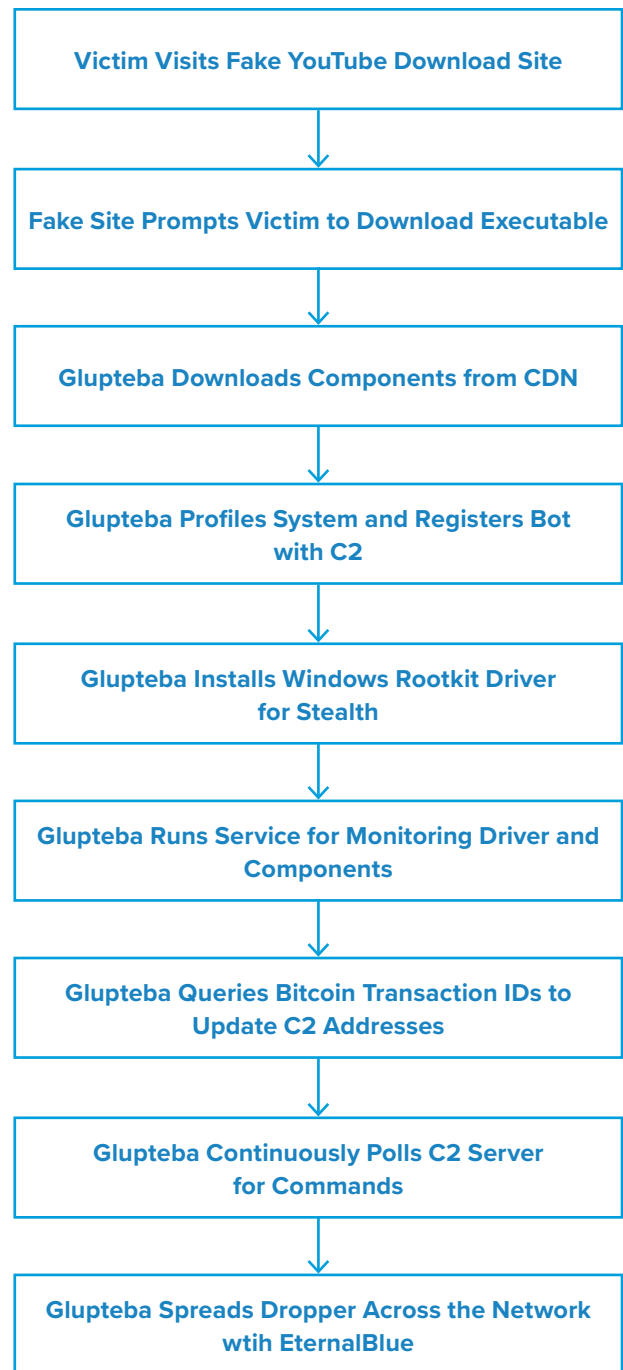 Victim Visits Fake YouTube Download Site
Fake Site Prompts Victim to Download Executable
Glupteba Downloads Components from CDN
Glupteba Profiles System and Registers Bot
with C2
Glupteba Installs Windows Rootkit Driver
for Stealth
Glupteba Runs Service for Monitoring Driver and
Components
Glupteba Queries Bitcoin Transaction IDs to
Update C2 Addresses
Glupteba Continuously Polls C2 Server
for Commands
Glupteba Spreads Dropper Across the Network
wtih EternalBlue